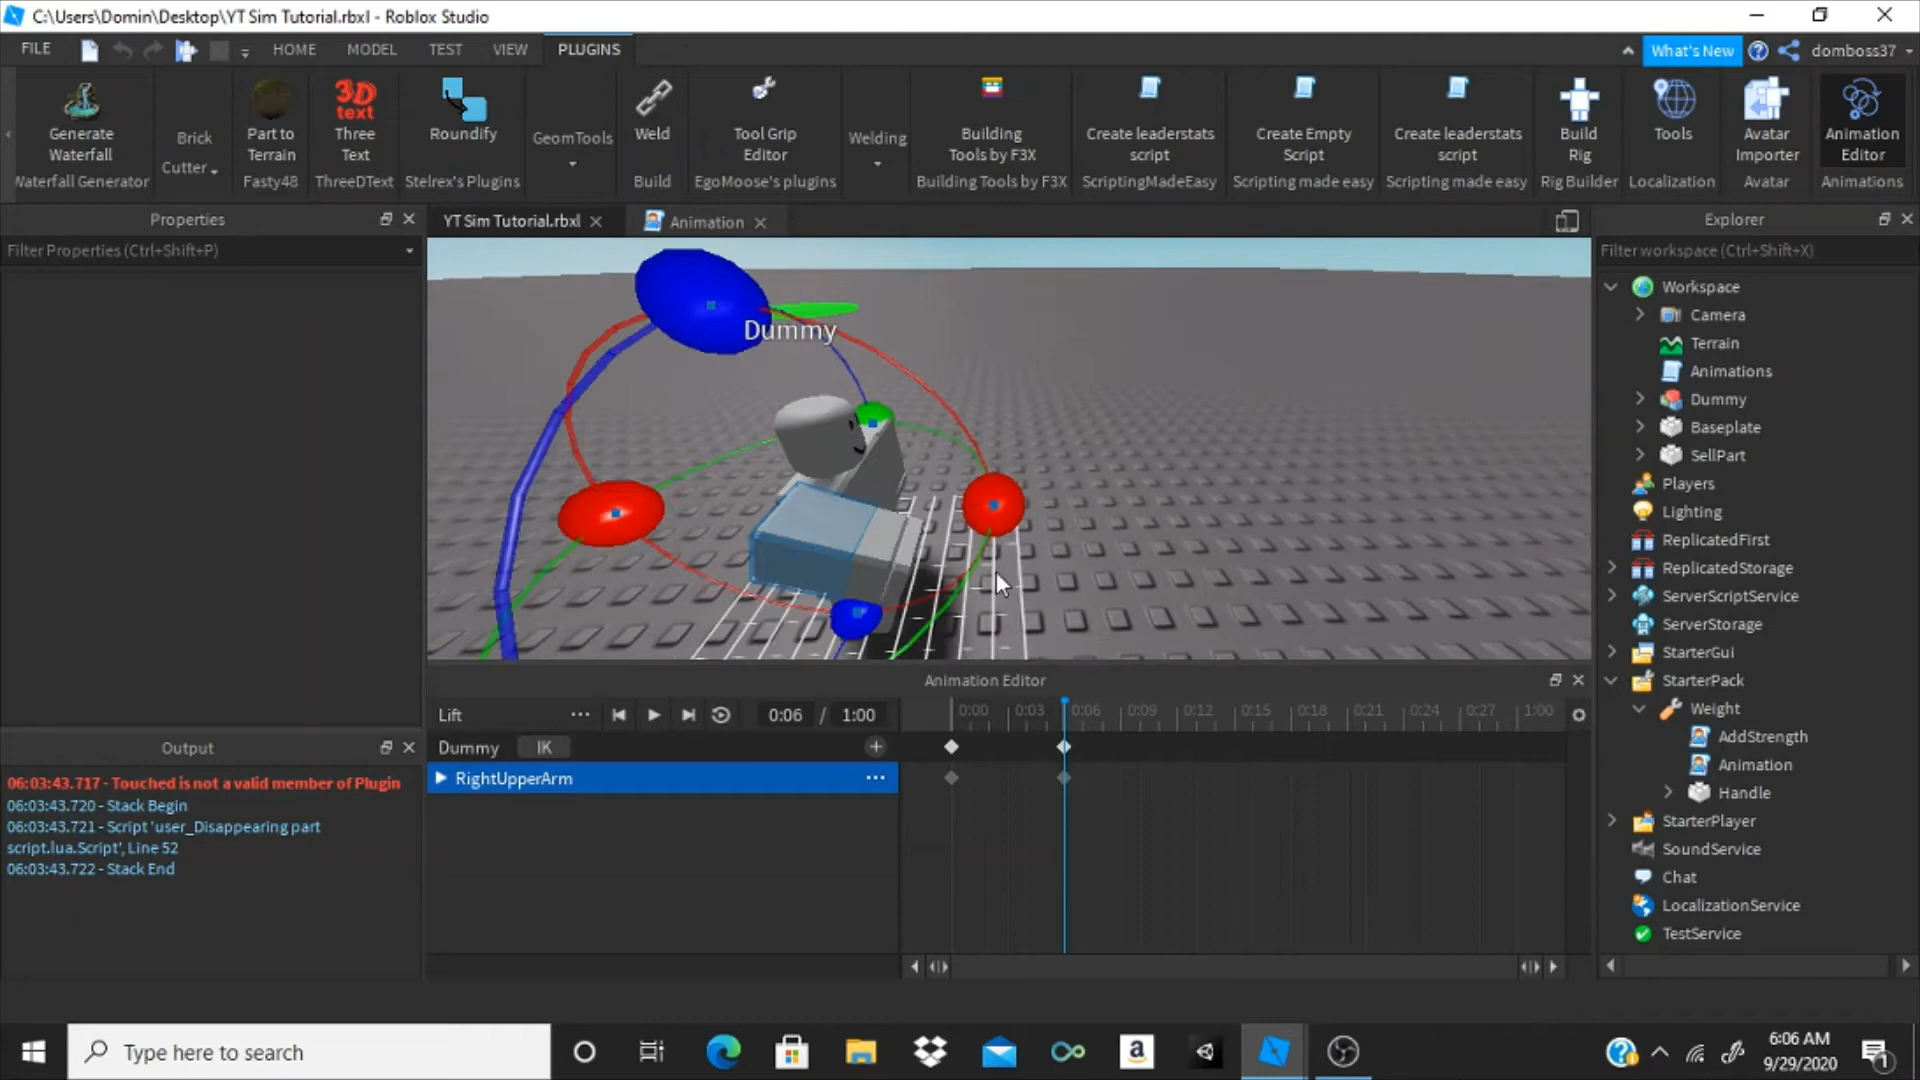 C:\Users\Domin\Desktop\YT Sim Tutorial.rbxl - Roblox Studio
FILE
HOME
MODEL
TEST
VIEW
PLUGINS
What's New
domboss37
Generate
Waterfall
Waterfall Generator
Brick
Cutter
Part to
Terrain
Fasty48
3D
text
Three
Text
ThreeDText
Roundify
Stelrex's Plugins
GeomTools
Weld
Build
Tool Grip
Editor
EgoMoose's plugins
Welding
Building
Tools by F3X
Building Tools by F3X
Create leaderstats
script
ScriptingMadeEasy
Create Empty
Script
Scripting made easy
Create leaderstats
script
Scripting made easy
Build
Rig
Rig Builder
Tools
Localization
Avatar
Importer
Avatar
Animation
Editor
Animations
Properties
Filter Properties (Ctrl+Shift+P)
YT Sim Tutorial.rbxl
Animation
Dummy
Explorer
Filter workspace (Ctrl+Shift+X)
Workspace
Camera
Terrain
Animations
Dummy
Baseplate
SellPart
Players
Lighting
ReplicatedFirst
ReplicatedStorage
ServerScriptService
ServerStorage
StarterGui
StarterPack
Weight
AddStrength
Animation
Handle
StarterPlayer
SoundService
Chat
LocalizationService
TestService
Output
06:03:43.717 - Touched is not a valid member of Plugin
06:03:43.720 - Stack Begin
06:03:43.721 - Script 'user_Disappearing part
script.lua.Script', Line 52
06:03:43.722 - Stack End
Animation Editor
Lift
0:06 / 1:00
0:00 0:03 0:06 0:09 0:12 0:15 0:18 0:21 0:24 0:27 1:00
Dummy
IK
RightUpperArm
Type here to search
a
6:06 AM
9/29/2020
1